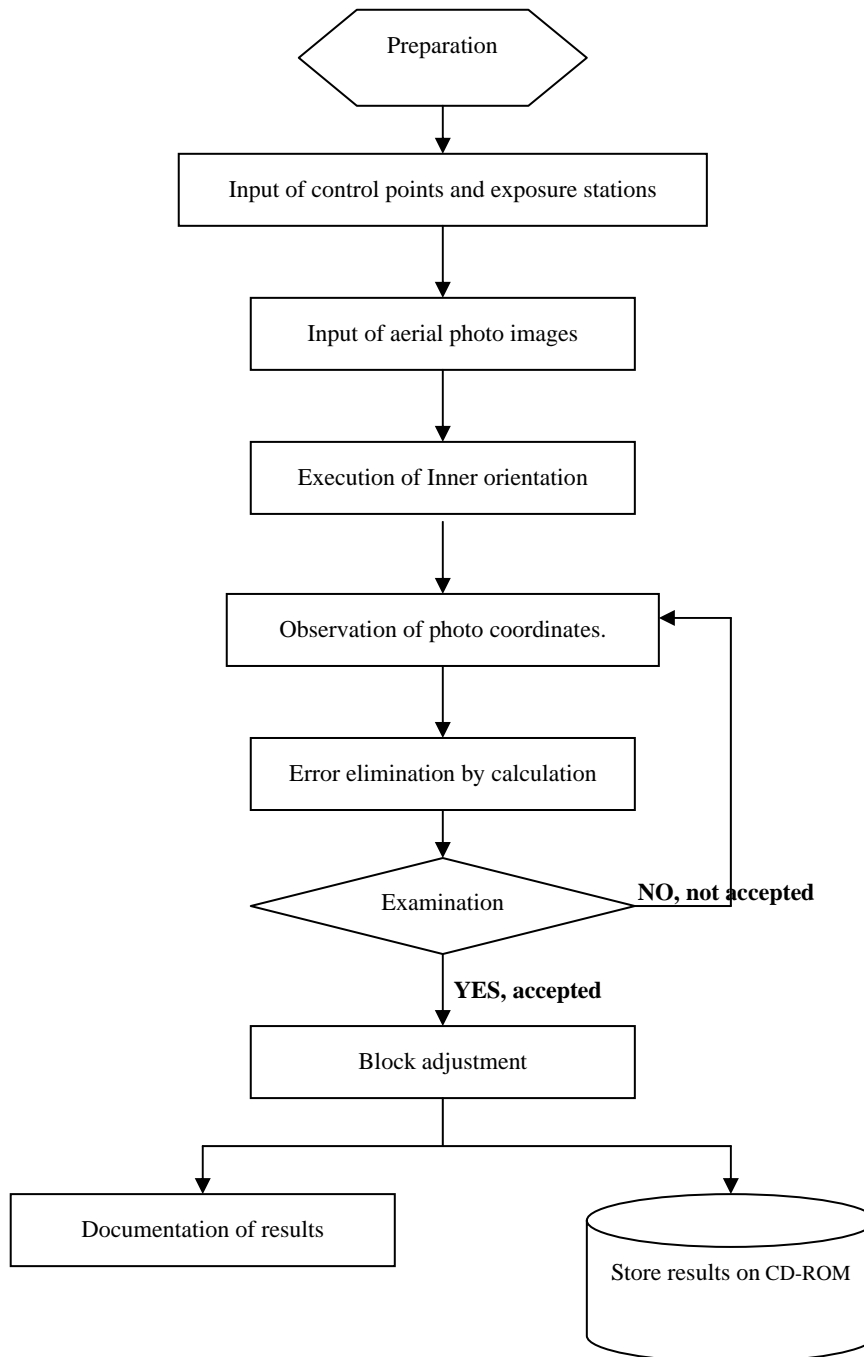 Preparation
Input of control points and exposure stations
Input of aerial photo images
Execution of Inner orientation
Observation of photo coordinates.
Error elimination by calculation
Examination
NO, not accepted
YES, accepted
Block adjustment
Documentation of results
Store results on CD-ROM